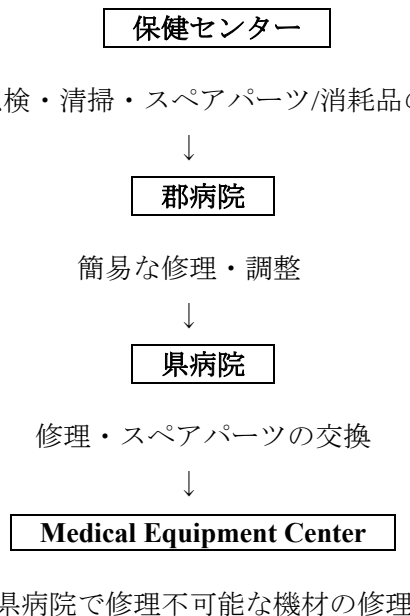 保健センター
検・清掃・スペアパーツ/消耗品の
↓
郡病院
簡易な修理・調整
↓
県病院
修理・スペアパーツの交換
↓
Medical Equipment Center
県病院で修理不可能な機材の修理